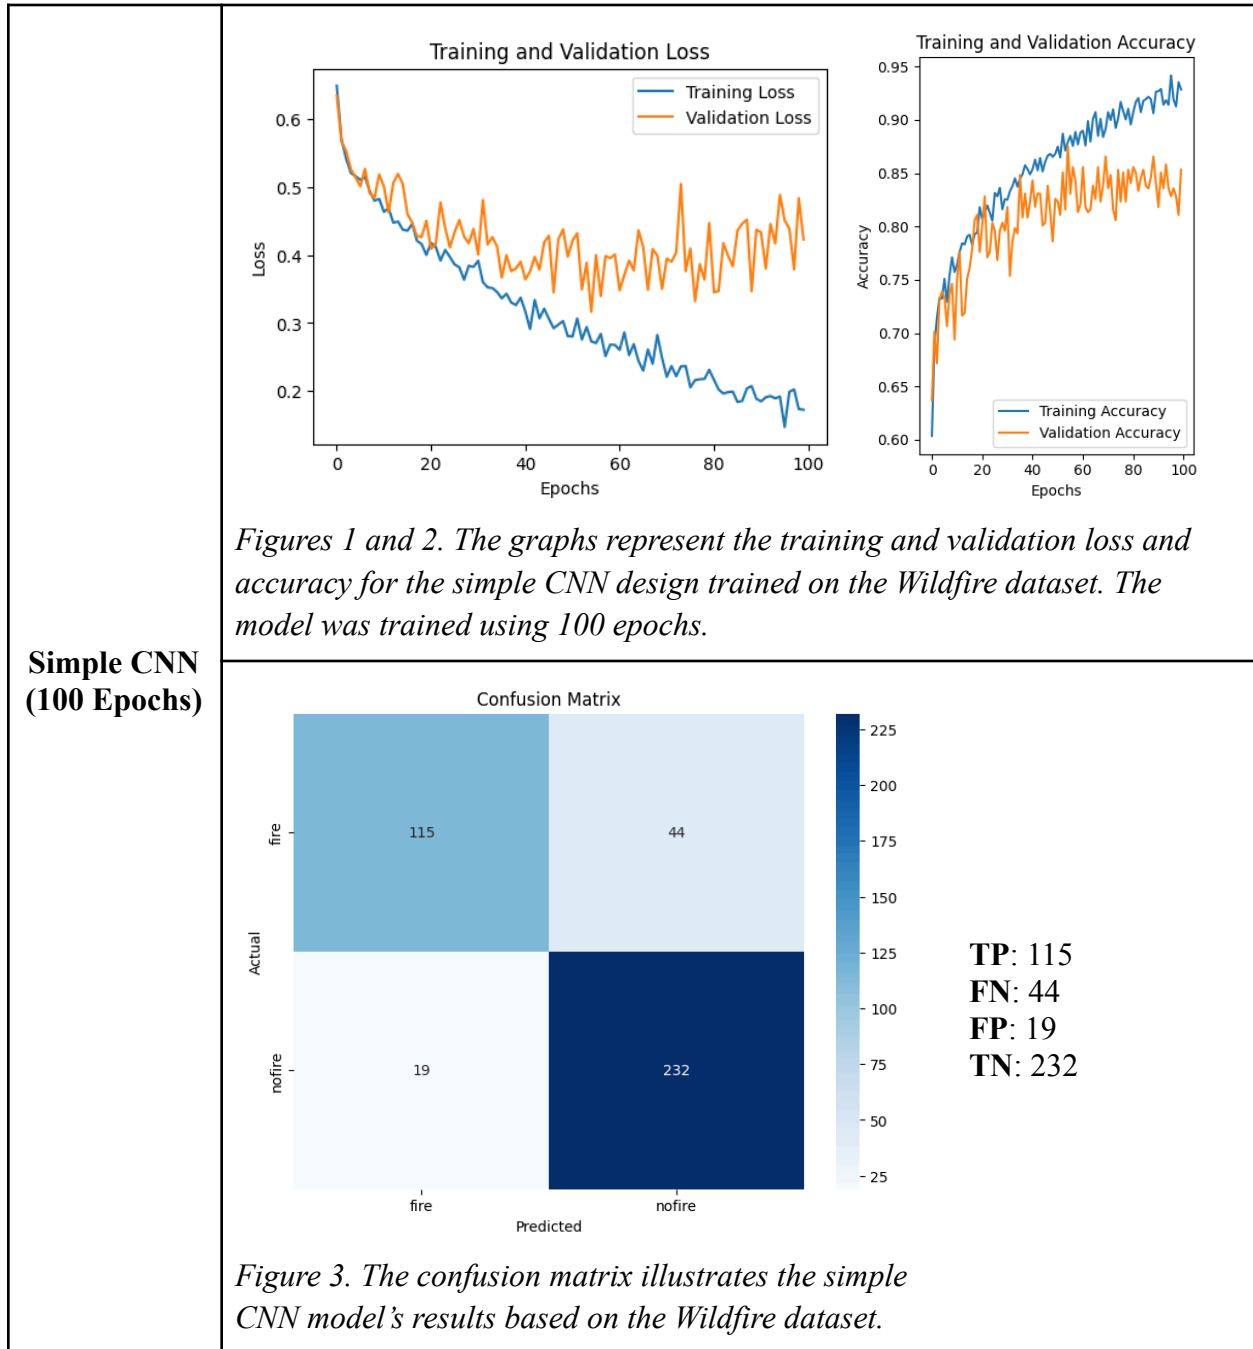 Simple CNN
(100 Epochs)
Training and Validation Loss
Training Loss
Validation Loss
Loss
0.6
0.5
0.4
0.3
0.2
0 20 40 60 80 100
Epochs
Training and Validation Accuracy
Accuracy
0.95
0.90
0.85
0.80
0.75
0.70
0.65
0.60
Training Accuracy
Validation Accuracy
0 20 40 60 80 100
Epochs
Figures 1 and 2. The graphs represent the training and validation loss and
accuracy for the simple CNN design trained on the Wildfire dataset. The
model was trained using 100 epochs.
Confusion Matrix
Actual
fire
115 44
nofire
19 232
fire nofire
Predicted
225
200
175
150
125
100
75
50
25
TP: 115
FN: 44
FP: 19
TN: 232
Figure 3. The confusion matrix illustrates the simple
CNN model’s results based on the Wildfire dataset.